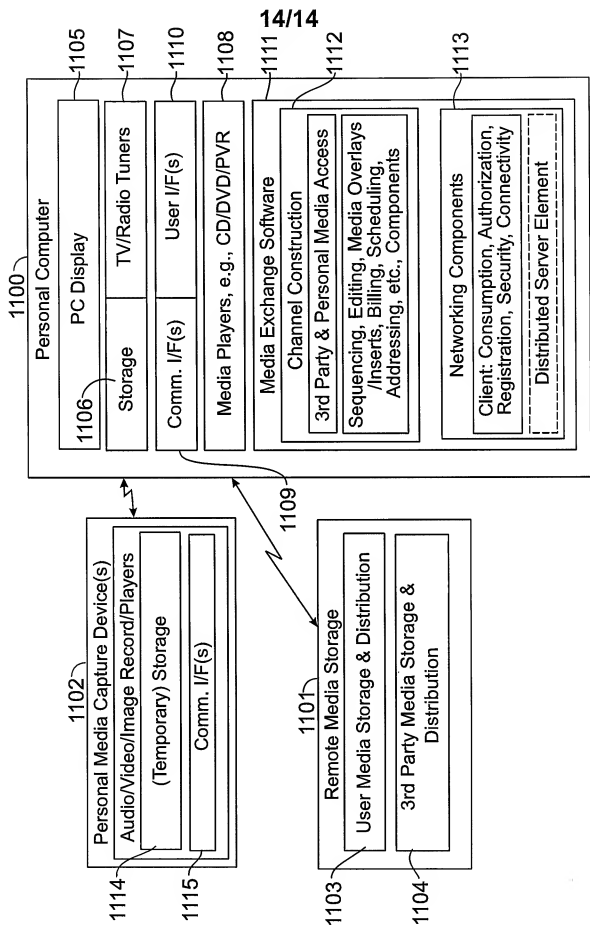 14/14
1100
Personal Computer
PC Display
1105
1106
Storage
TV/Radio Tuners
1107
Comm. I/F(s)
User I/F(s)
1110
1109
Media Players, e.g., CD/DVD/PVR
1108
Media Exchange Software
1111
Channel Construction
1112
3rd Party & Personal Media Access
Sequencing, Editing, Media Overlays
/Inserts, Billing, Scheduling,
Addressing, etc., Components
Networking Components
1113
Client: Consumption, Authorization,
Registration, Security, Connectivity
Distributed Server Element
1102
Personal Media Capture Device(s)
Audio/Video/Image Record/Players
(Temporary) Storage
1114
Comm. I/F(s)
1115
1101
Remote Media Storage
User Media Storage & Distribution
1103
3rd Party Media Storage &
Distribution
1104